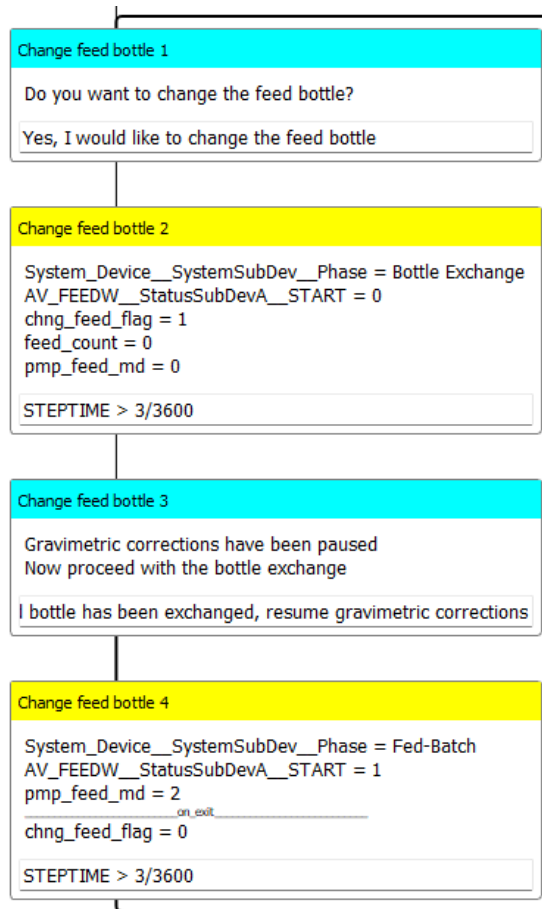 Change feed bottle 1
Do you want to change the feed bottle?
Yes, I would like to change the feed bottle
Change feed bottle 2
System_Device__SystemSubDev__Phase = Bottle Exchange
AV_FEEDW__StatusSubDevA__START = 0
chng_feed_flag = 1
feed_count = 0
pmp_feed_md = 0
STEPTIME > 3/3600
Change feed bottle 3
Gravimetric corrections have been paused
Now proceed with the bottle exchange
l bottle has been exchanged, resume gravimetric corrections
Change feed bottle 4
System_Device__SystemSubDev__Phase = Fed-Batch
AV_FEEDW__StatusSubDevA__START = 1
pmp_feed_md = 2
on_exit
chng_feed_flag = 0
STEPTIME > 3/3600